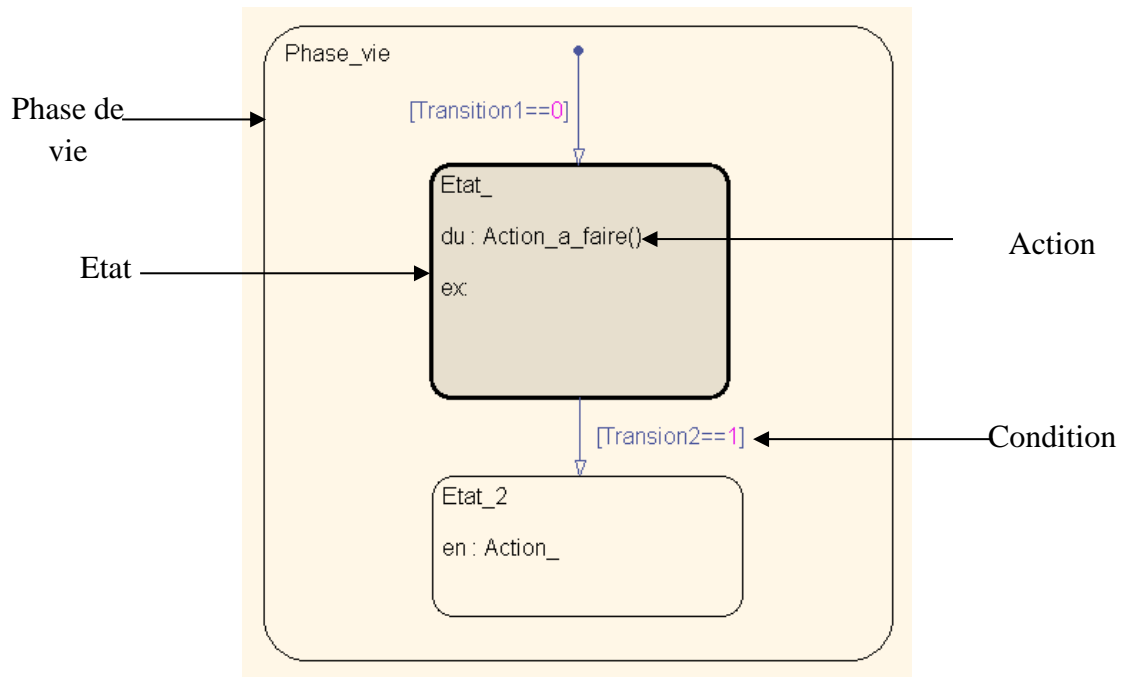 Phase_vie
Phase de
vie
[Transition1==0]
Etat_
du : Action_a_faire()
Action
Etat
ex:
[Transion2==1]
Condition
Etat_2
en : Action_